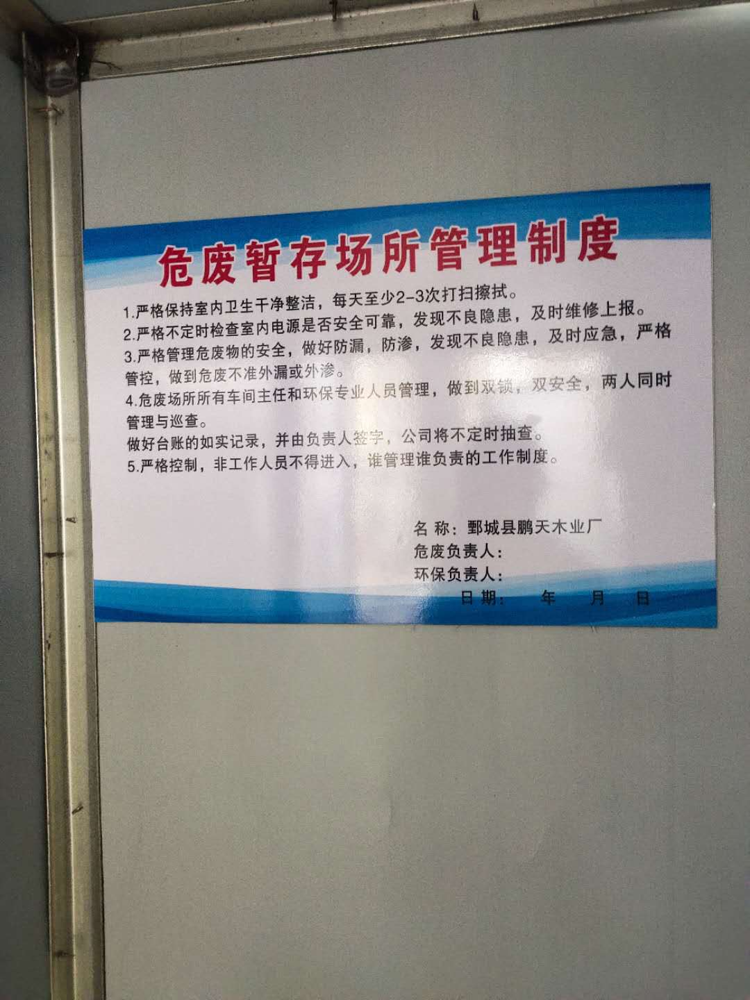 危废暂存场所管理制度
1.严格保持室内卫生干净整洁，每天至少2-3次打扫擦拭。
2.严格不定时检查室内电源是否安全可靠，发现不良隐患，及时维修上报。
3.严格管理危废物的安全，做好防漏，防渗，发现不良隐患，及时应急，严格
管控，做到危废不准外漏或外渗。
4.危废场所所有车间主任和环保专业人员管理，做到双锁，双安全，两人同时
管理与巡查。
做好台账的如实记录，并由负责人签字，公司将不定时抽查。
5.严格控制，非工作人员不得进入，谁管理谁负责的工作制度。
名 称：鄄城县鹏天木业厂
危废负责人：
环保负责人：
日 期： 年 月 日